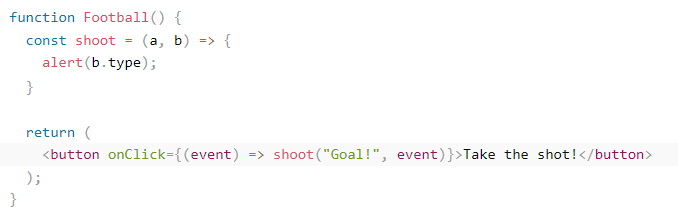 function Football() {
  const shoot = (a, b) => {
    alert(b.type);
  }

  return (
    <button onClick={(event) => shoot("Goal!", event)}>Take the shot!</button>
  );
}